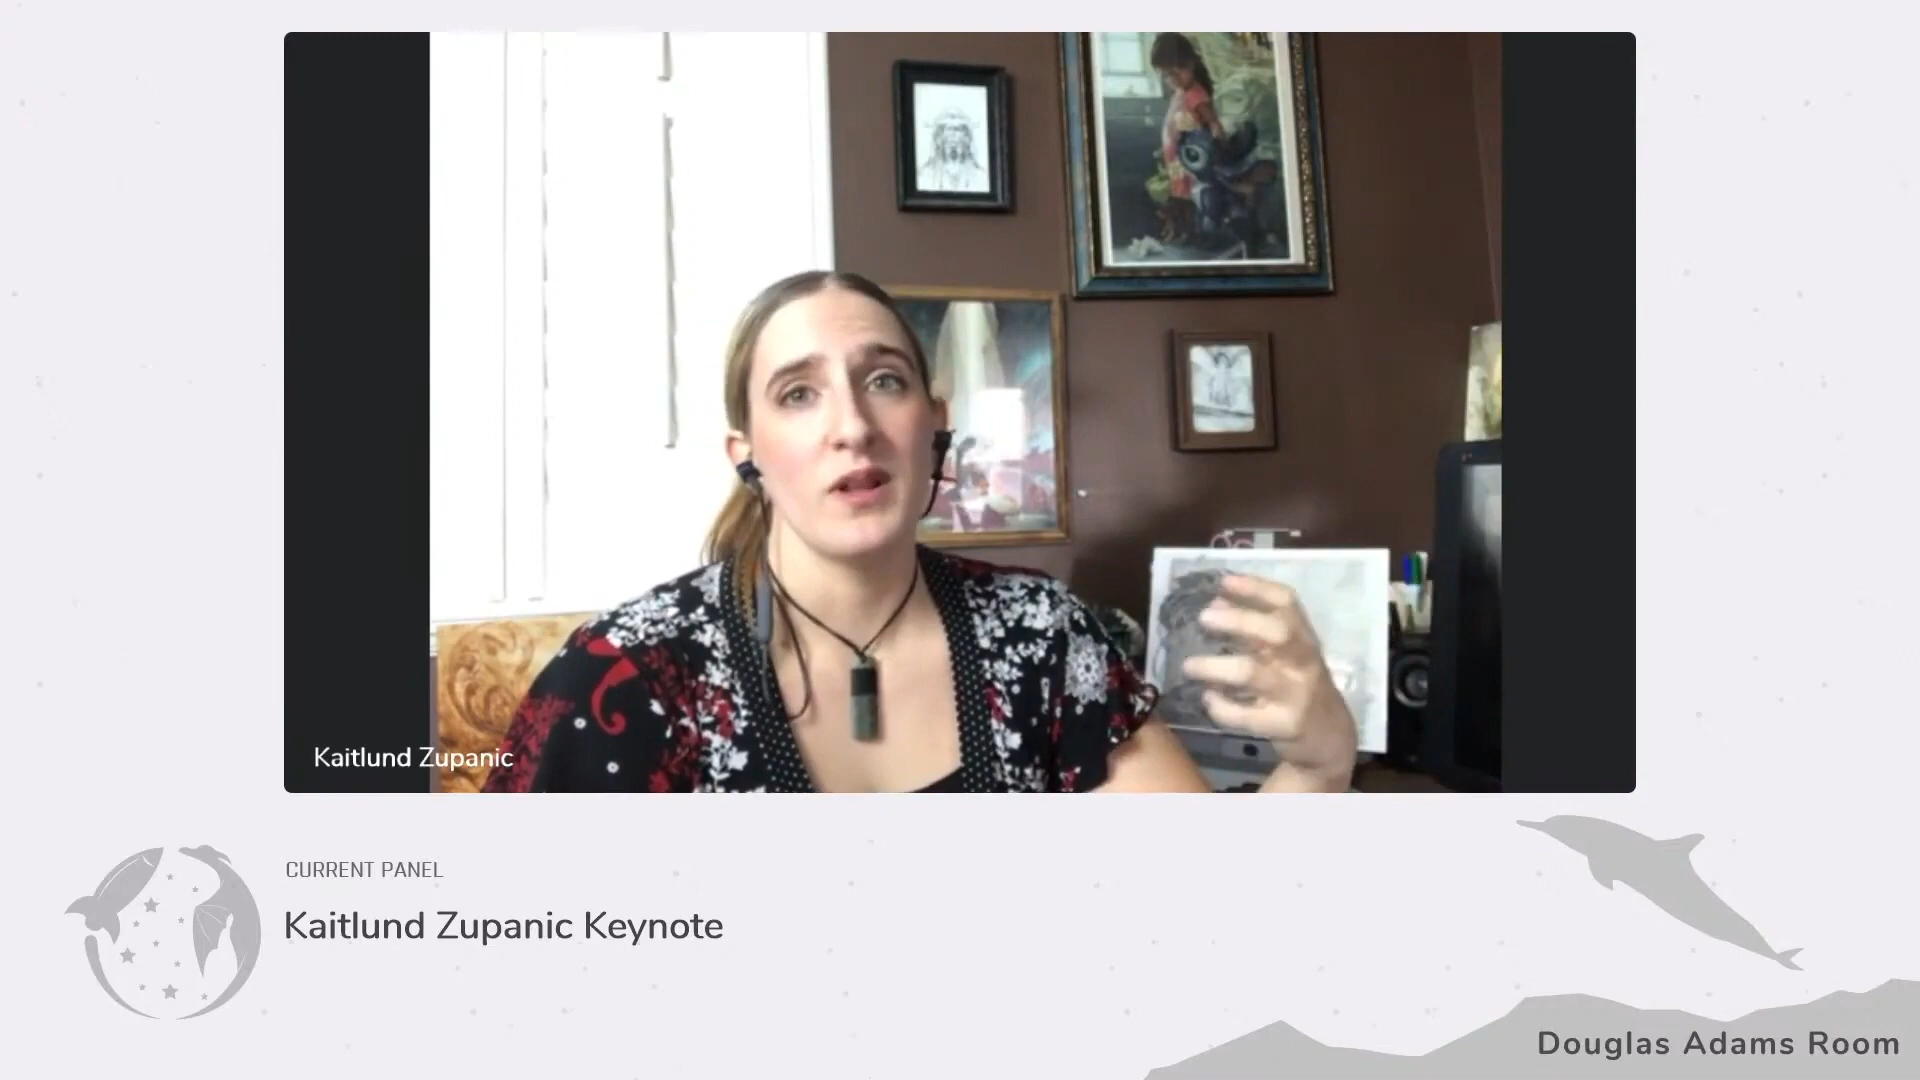 Kaitlund Zupanic
CURRENT PANEL
Kaitlund Zupanic Keynote
Douglas Adams Room